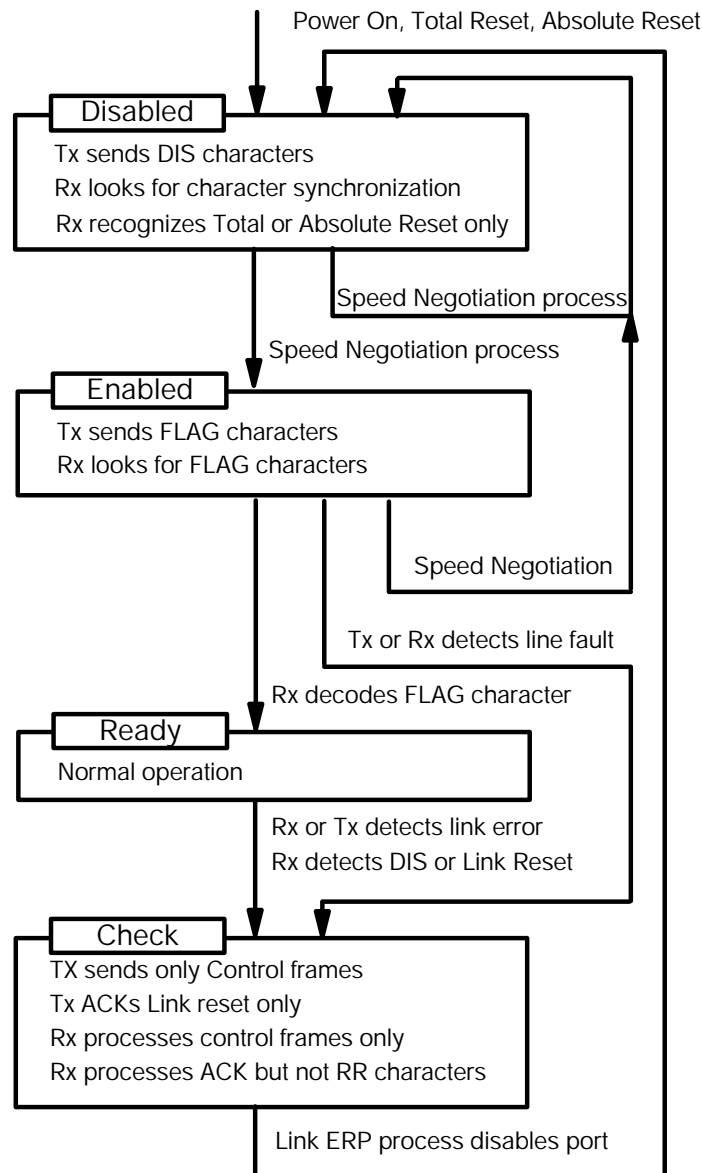 Power On, Total Reset, Absolute Reset
Disabled
Tx sends DIS characters
Rx looks for character synchronization
Rx recognizes Total or Absolute Reset only
Speed Negotiation process
Speed Negotiation process
Enabled
Tx sends FLAG characters
Rx looks for FLAG characters
Speed Negotiation
Tx or Rx detects line fault
Rx decodes FLAG character
Ready
Normal operation
Rx or Tx detects link error
Rx detects DIS or Link Reset
Check
TX sends only Control frames
Tx ACKs Link reset only
Rx processes control frames only
Rx processes ACK but not RR characters
Link ERP process disables port